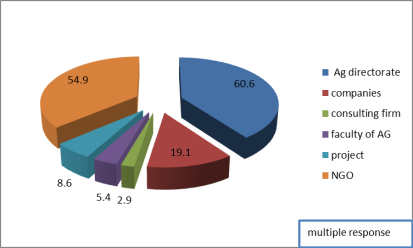 54.9
60.6
19.1
2.9
5.4
8.6
Ag directorate
companies
consulting firm
faculty of AG
project
NGO
multiple response